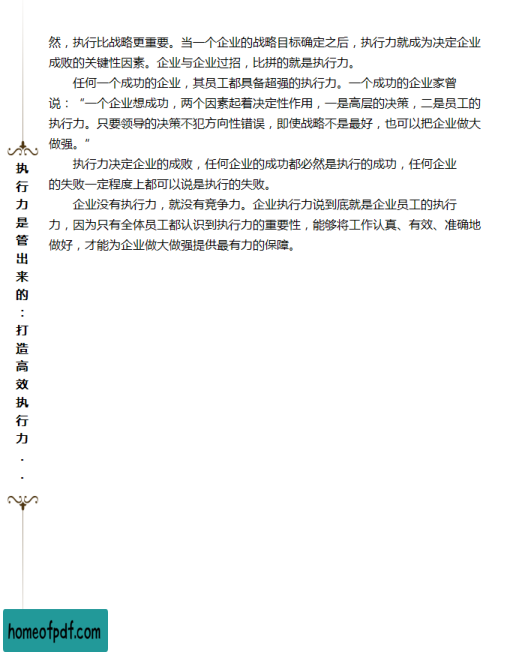 然，执行比战略更重要。当一个企业的战略目标确定之后，执行力就成为决定企业
成败的关键性因素。企业与企业过招，比拼的就是执行力。
任何一个成功的企业，其员工都具备超强的执行力。一个成功的企业家曾
说：“一个企业想成功，两个因素起着决定性作用，一是高层的决策，二是员工的
执行力。只要领导的决策不犯方向性错误，即使战略不是最好，也可以把企业做大
做强。”
执行力决定企业的成败，任何企业的成功都必然是执行的成功，任何企业
的失败一定程度上都可以说是执行的失败。
企业没有执行力，就没有竞争力。企业执行力说到底就是企业员工的执行
力，因为只有全体员工都认识到执行力的重要性，能够将工作认真、有效、准确地
做好，才能为企业做大做强提供最有力的保障。
执行力是管出来的：打造高效执行力..
homeofpdf.com